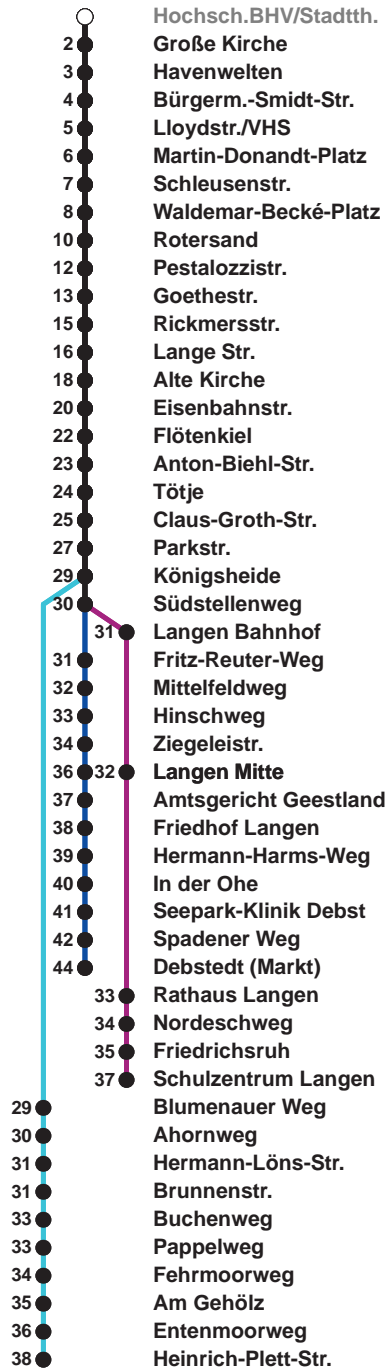 Hochsch.BHV/Stadtth.
2 Große Kirche
3 Havenwelten
4 Bürgerm.-Smidt-Str.
5 Lloydstr./VHS
6 Martin-Donandt-Platz
7 Schleusenstr.
8 Waldemar-Becké-Platz
10 Rotersand
12 Pestalozzistr.
13 Goethestr.
15 Rickmersstr.
16 Lange Str.
18 Alte Kirche
20 Eisenbahnstr.
22 Flötenkiel
23 Anton-Biehl-Str.
24 Tötje
25 Claus-Groth-Str.
27 Parkstr.
29 Königsheide
30 Südstellenweg
31 Langen Bahnhof
31 Fritz-Reuter-Weg
32 Mittelfeldweg
33 Hinschweg
34 Ziegeleistr.
36 32 Langen Mitte
37 Amtsgericht Geestland
38 Friedhof Langen
39 Hermann-Harms-Weg
40 In der Ohe
41 Seepark-Klinik Debst
42 Spadener Weg
44 Debstedt (Markt)
33 Rathaus Langen
34 Nordeschweg
35 Friedrichsruh
37 Schulzentrum Langen
29 Blumenauer Weg
30 Ahornweg
31 Hermann-Löns-Str.
31 Brunnenstr.
33 Buchenweg
33 Pappelweg
34 Fehrmoorweg
35 Am Gehölz
36 Entenmoorweg
38 Heinrich-Plett-Str.